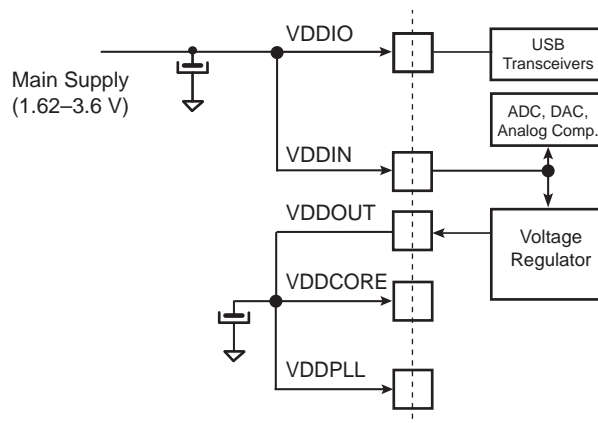 VDDIO
USB
Transceivers
Main Supply
(1.62–3.6 V)
ADC, DAC,
Analog Comp.
VDDIN
VDDOUT
Voltage
Regulator
VDDCORE
VDDPLL